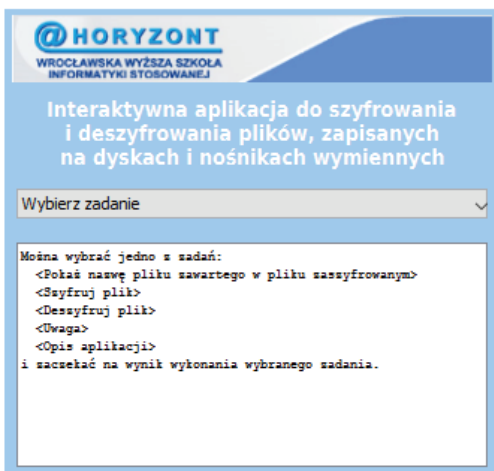 @HORYZONT
WROCŁAWSKA WYŻSZA SZKOŁA
INFORMATYKI STOSOWANEJ
Interaktywna aplikacja do szyfrowania
i deszyfrowania plików, zapisanych
na dyskach i nośnikach wymiennych
Wybierz zadanie
Można wybrać jedno z zadań:
<Pokaż nazwę pliku zawartego w pliku zaszyfrowanym>
<Szyfruj plik>
<Deszyfruj plik>
<Uwaga>
<Opis aplikacji>
i zaczekać na wynik wykonania wybranego zadania.